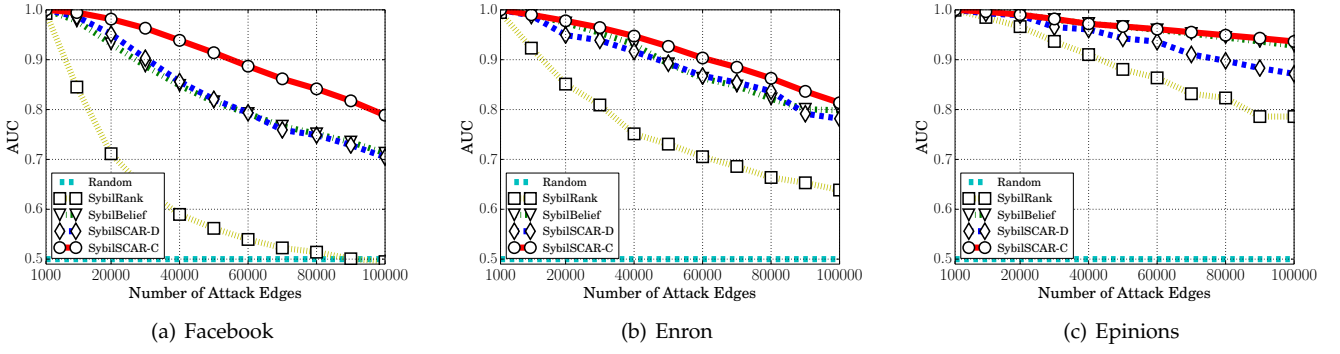 1.0
0.9
0.8
0.7
0.6
0.5
AUC
Random
SybilRank
SybilBelief
SybilSCAR-D
SybilSCAR-C
1000 20000 40000 60000 80000 100000
Number of Attack Edges
(a) Facebook
1.0
0.9
0.8
0.7
0.6
0.5
AUC
Random
SybilRank
SybilBelief
SybilSCAR-D
SybilSCAR-C
1000 20000 40000 60000 80000 100000
Number of Attack Edges
(b) Enron
1.0
0.9
0.8
0.7
0.6
0.5
AUC
Random
SybilRank
SybilBelief
SybilSCAR-D
SybilSCAR-C
1000 20000 40000 60000 80000 100000
Number of Attack Edges
(c) Epinions